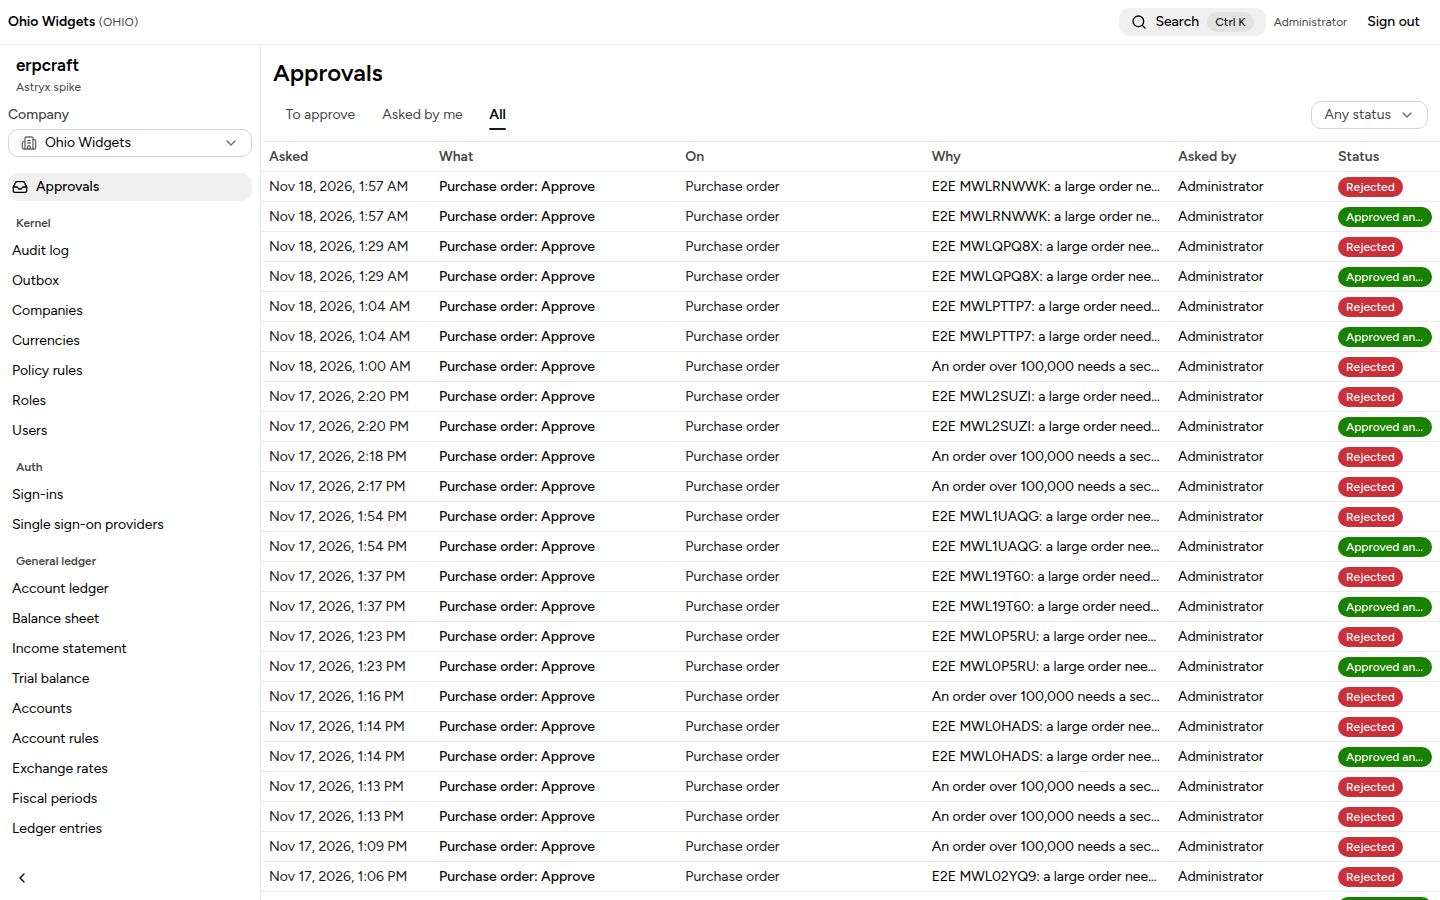 Ohio Widgets (OHIO)
Search Ctrl K Administrator Sign out
erpcraft
Astryx spike
Company
Ohio Widgets
Approvals
Kernel
Audit log
Outbox
Companies
Currencies
Policy rules
Roles
Users
Auth
Sign-ins
Single sign-on providers
General ledger
Account ledger
Balance sheet
Income statement
Trial balance
Accounts
Account rules
Exchange rates
Fiscal periods
Ledger entries
Approvals
To approve Asked by me All Any status
Asked What On Why Asked by Status
Nov 18, 2026, 1:57 AM Purchase order: Approve Purchase order E2E MWLRNWWK: a large order ne... Administrator Rejected
Nov 18, 2026, 1:57 AM Purchase order: Approve Purchase order E2E MWLRNWWK: a large order ne... Administrator Approved an...
Nov 18, 2026, 1:29 AM Purchase order: Approve Purchase order E2E MWLQPQ8X: a large order nee... Administrator Rejected
Nov 18, 2026, 1:29 AM Purchase order: Approve Purchase order E2E MWLQPQ8X: a large order nee... Administrator Approved an...
Nov 18, 2026, 1:04 AM Purchase order: Approve Purchase order E2E MWLPTTP7: a large order need... Administrator Rejected
Nov 18, 2026, 1:04 AM Purchase order: Approve Purchase order E2E MWLPTTP7: a large order need... Administrator Approved an...
Nov 18, 2026, 1:00 AM Purchase order: Approve Purchase order An order over 100,000 needs a sec... Administrator Rejected
Nov 17, 2026, 2:20 PM Purchase order: Approve Purchase order E2E MWL2SUZI: a large order need... Administrator Rejected
Nov 17, 2026, 2:20 PM Purchase order: Approve Purchase order E2E MWL2SUZI: a large order need... Administrator Approved an...
Nov 17, 2026, 2:18 PM Purchase order: Approve Purchase order An order over 100,000 needs a sec... Administrator Rejected
Nov 17, 2026, 2:17 PM Purchase order: Approve Purchase order An order over 100,000 needs a sec... Administrator Rejected
Nov 17, 2026, 1:54 PM Purchase order: Approve Purchase order E2E MWL1UAQG: a large order nee... Administrator Rejected
Nov 17, 2026, 1:54 PM Purchase order: Approve Purchase order E2E MWL1UAQG: a large order nee... Administrator Approved an...
Nov 17, 2026, 1:37 PM Purchase order: Approve Purchase order E2E MWL19T60: a large order need... Administrator Rejected
Nov 17, 2026, 1:37 PM Purchase order: Approve Purchase order E2E MWL19T60: a large order need... Administrator Approved an...
Nov 17, 2026, 1:23 PM Purchase order: Approve Purchase order E2E MWL0P5RU: a large order nee... Administrator Rejected
Nov 17, 2026, 1:23 PM Purchase order: Approve Purchase order E2E MWL0P5RU: a large order nee... Administrator Approved an...
Nov 17, 2026, 1:16 PM Purchase order: Approve Purchase order An order over 100,000 needs a sec... Administrator Rejected
Nov 17, 2026, 1:14 PM Purchase order: Approve Purchase order E2E MWL0HADS: a large order nee... Administrator Rejected
Nov 17, 2026, 1:14 PM Purchase order: Approve Purchase order E2E MWL0HADS: a large order nee... Administrator Approved an...
Nov 17, 2026, 1:13 PM Purchase order: Approve Purchase order An order over 100,000 needs a sec... Administrator Rejected
Nov 17, 2026, 1:13 PM Purchase order: Approve Purchase order An order over 100,000 needs a sec... Administrator Rejected
Nov 17, 2026, 1:09 PM Purchase order: Approve Purchase order An order over 100,000 needs a sec... Administrator Rejected
Nov 17, 2026, 1:06 PM Purchase order: Approve Purchase order E2E MWL02YQ9: a large order nee... Administrator Rejected